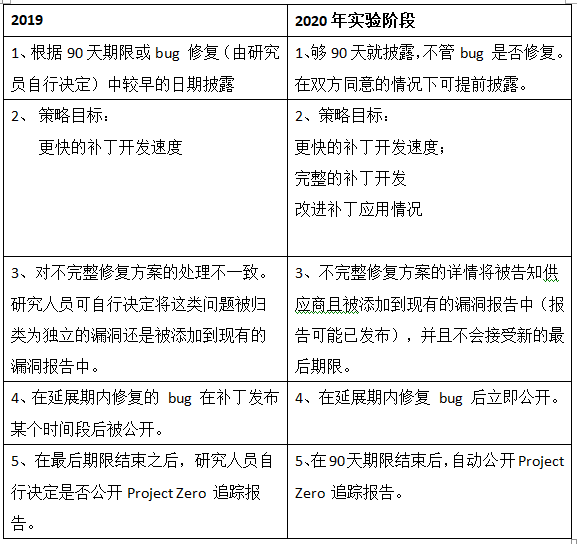 2019
2020 年实验阶段
1、根据 90 天期限或 bug 修复（由研究
员自行决定）中较早的日期披露
1、够 90 天就披露，不管 bug 是否修复。
在双方同意的情况下可提前披露。
2、 策略目标：
更快的补丁开发速度
2、策略目标：
更快的补丁开发速度；
完整的补丁开发
改进补丁应用情况
3、对不完整修复方案的处理不一致。
研究人员可自行决定将这类问题被归
类为独立的漏洞还是被添加到现有的
漏洞报告中。
3、不完整修复方案的详情将被告知供
应商且被添加到现有的漏洞报告中（报
告可能已发布），并且不会接受新的最
后期限。
4、在延展期内修复的 bug 在补丁发布
某个时间段后被公开。
4、在延展期内修复 bug 后立即公开。
5、在最后期限结束之后，研究人员自
行决定是否公开 Project Zero 追踪报
告。
5、在 90 天期限结束后，自动公开 Project
Zero 追踪报告。